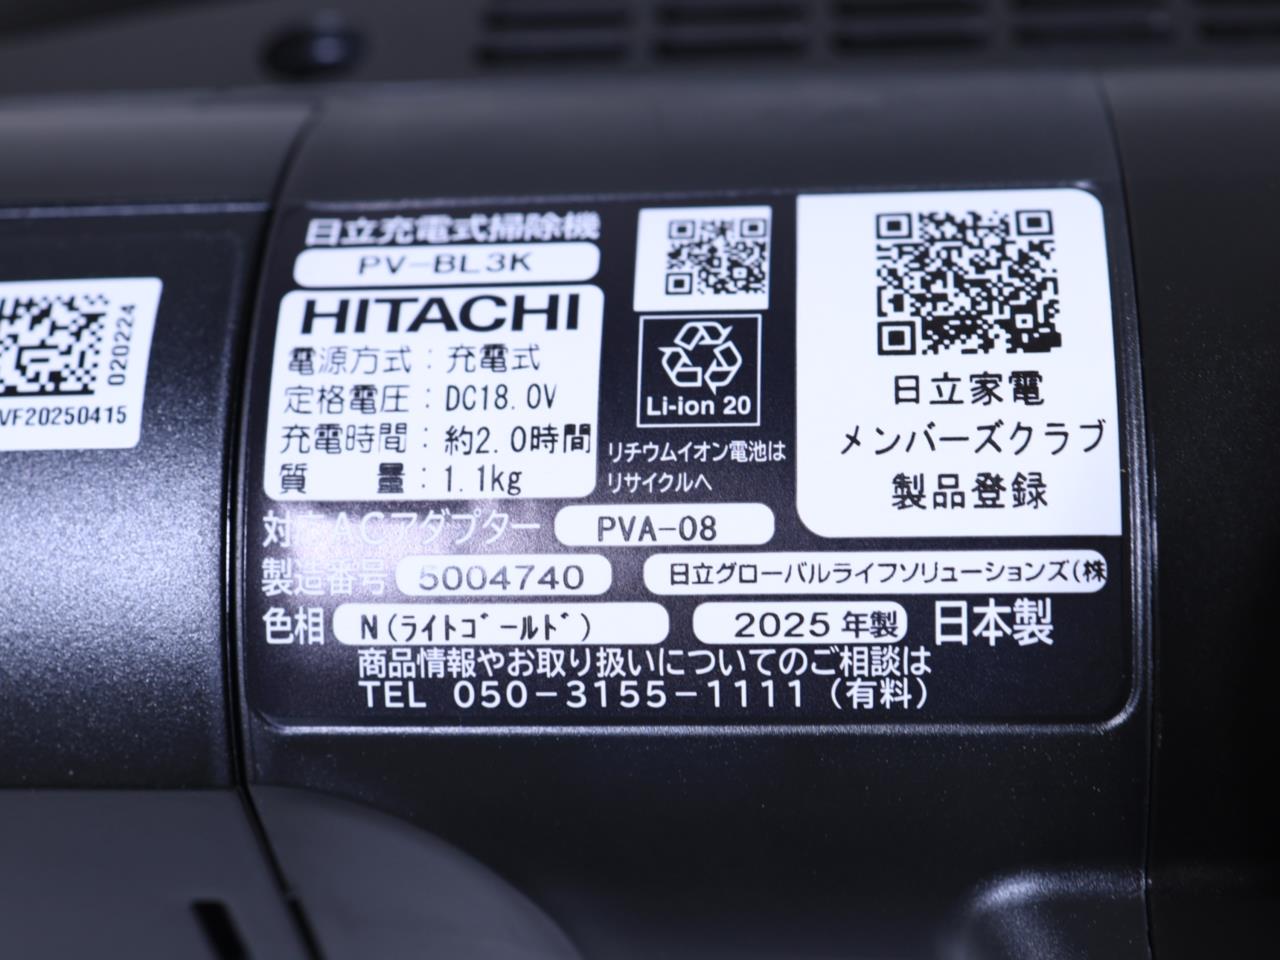 日立充電式掃除機
PV-BL3K
HITACHI
電源方式：充電式
定格電圧：DC18.0V
充電時間：約2.0時間
質　　量：1.1kg
Li-ion 20
リチウムイオン電池は
リサイクルへ
日立家電
メンバーズクラブ
製品登録
対応ACアダプター PVA-08
製造番号 5004740 日立グローバルライフソリューションズ(株
色相 N(ライトゴールド) 2025 年製 日本製
商品情報やお取り扱いについてのご相談は
TEL 050-3155-1111（有料）
020224
VF20250415